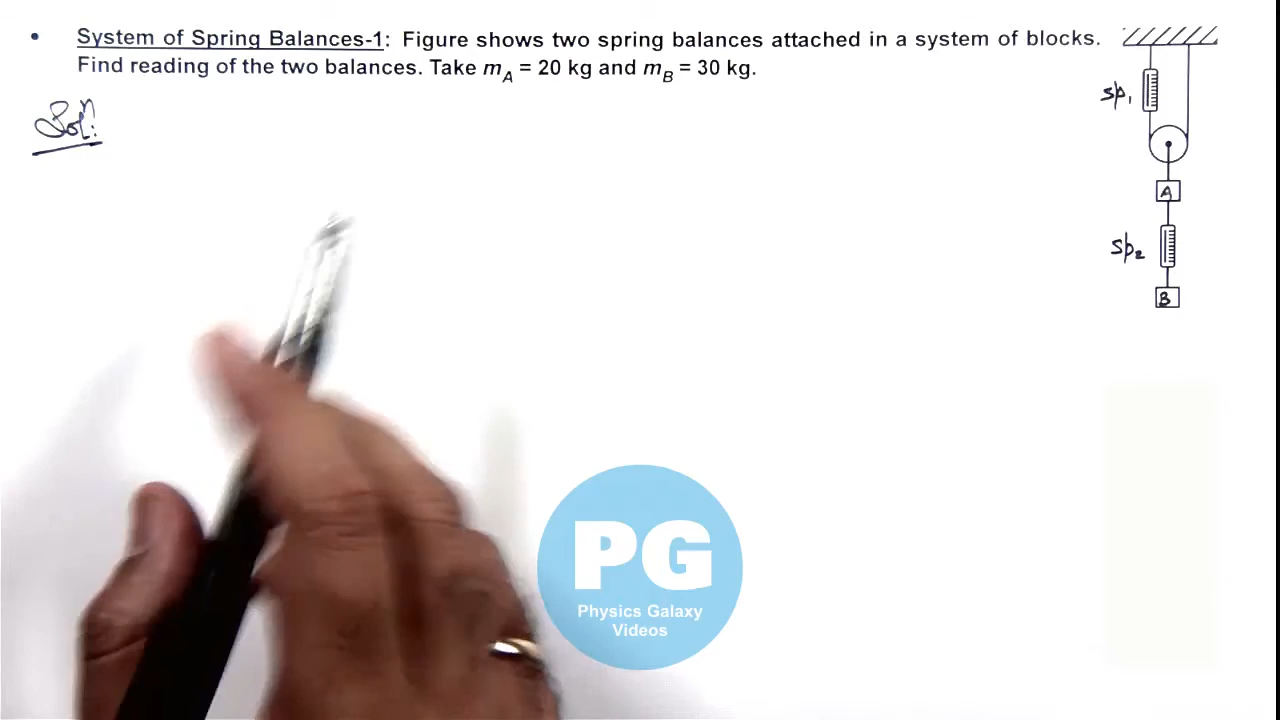 • System of Spring Balances-1: Figure shows two spring balances attached in a system of blocks.
Find reading of the two balances. Take mA = 20 kg and mB = 30 kg.
Solⁿ:
sp₁
A
sp₂
B
PG
Physics Galaxy
Videos